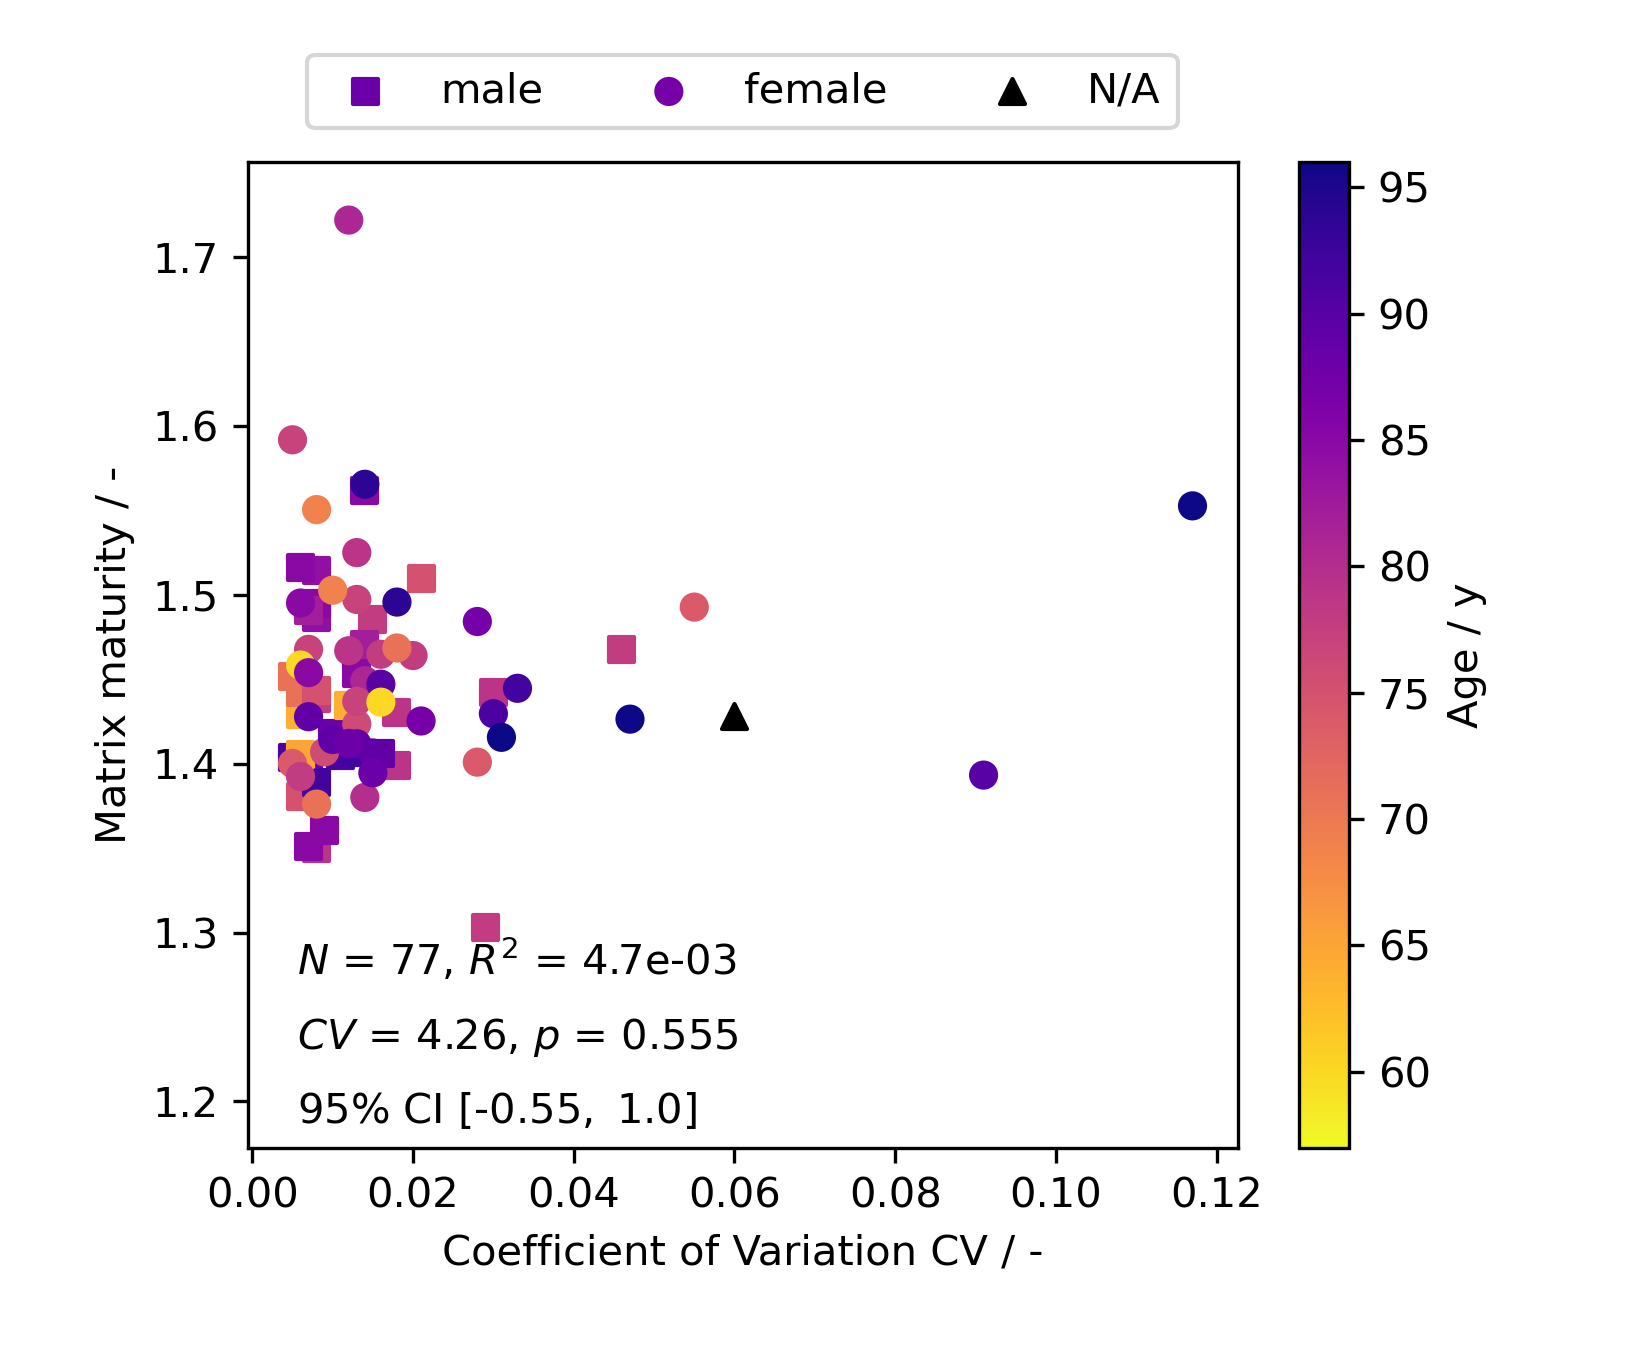 male female N/A
1.7
1.6
1.5
1.4
1.3
1.2
Matrix maturity / -
N = 77, R² = 4.7e-03
CV = 4.26, p = 0.555
95% CI [-0.55, 1.0]
0.00 0.02 0.04 0.06 0.08 0.10 0.12
Coefficient of Variation CV / -
95
90
85
80
75
70
65
60
Age / y